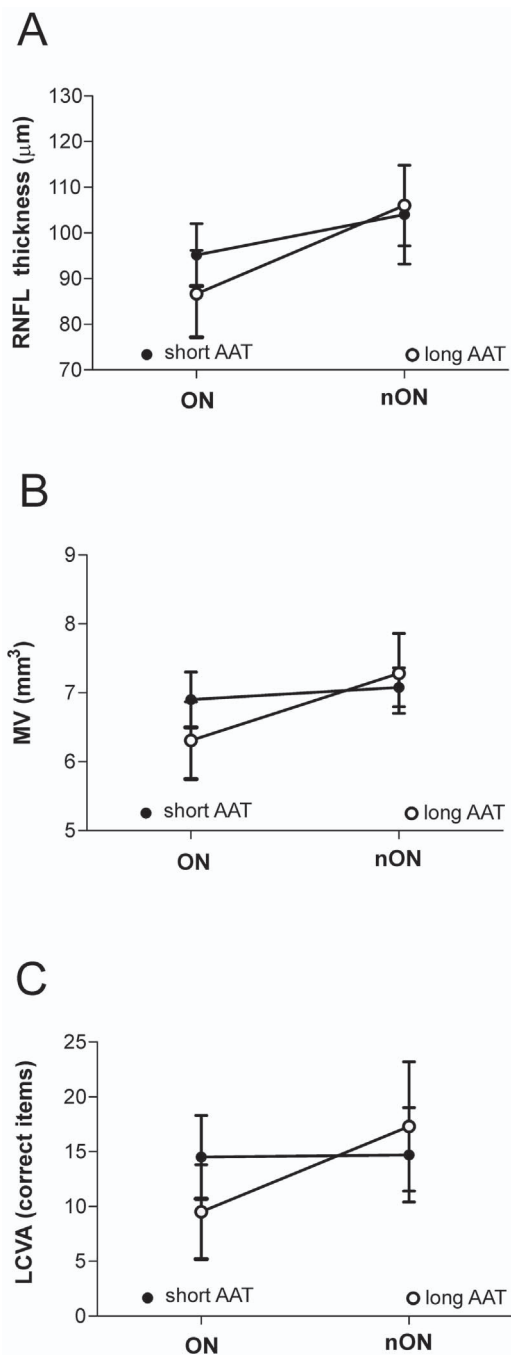 A
RNFL thickness (μm)
130
120
110
100
90
80
70
short AAT
long AAT
ON
nON
B
MV (mm³)
9
8
7
6
5
short AAT
long AAT
ON
nON
C
LCVA (correct items)
25
20
15
10
5
0
short AAT
long AAT
ON
nON